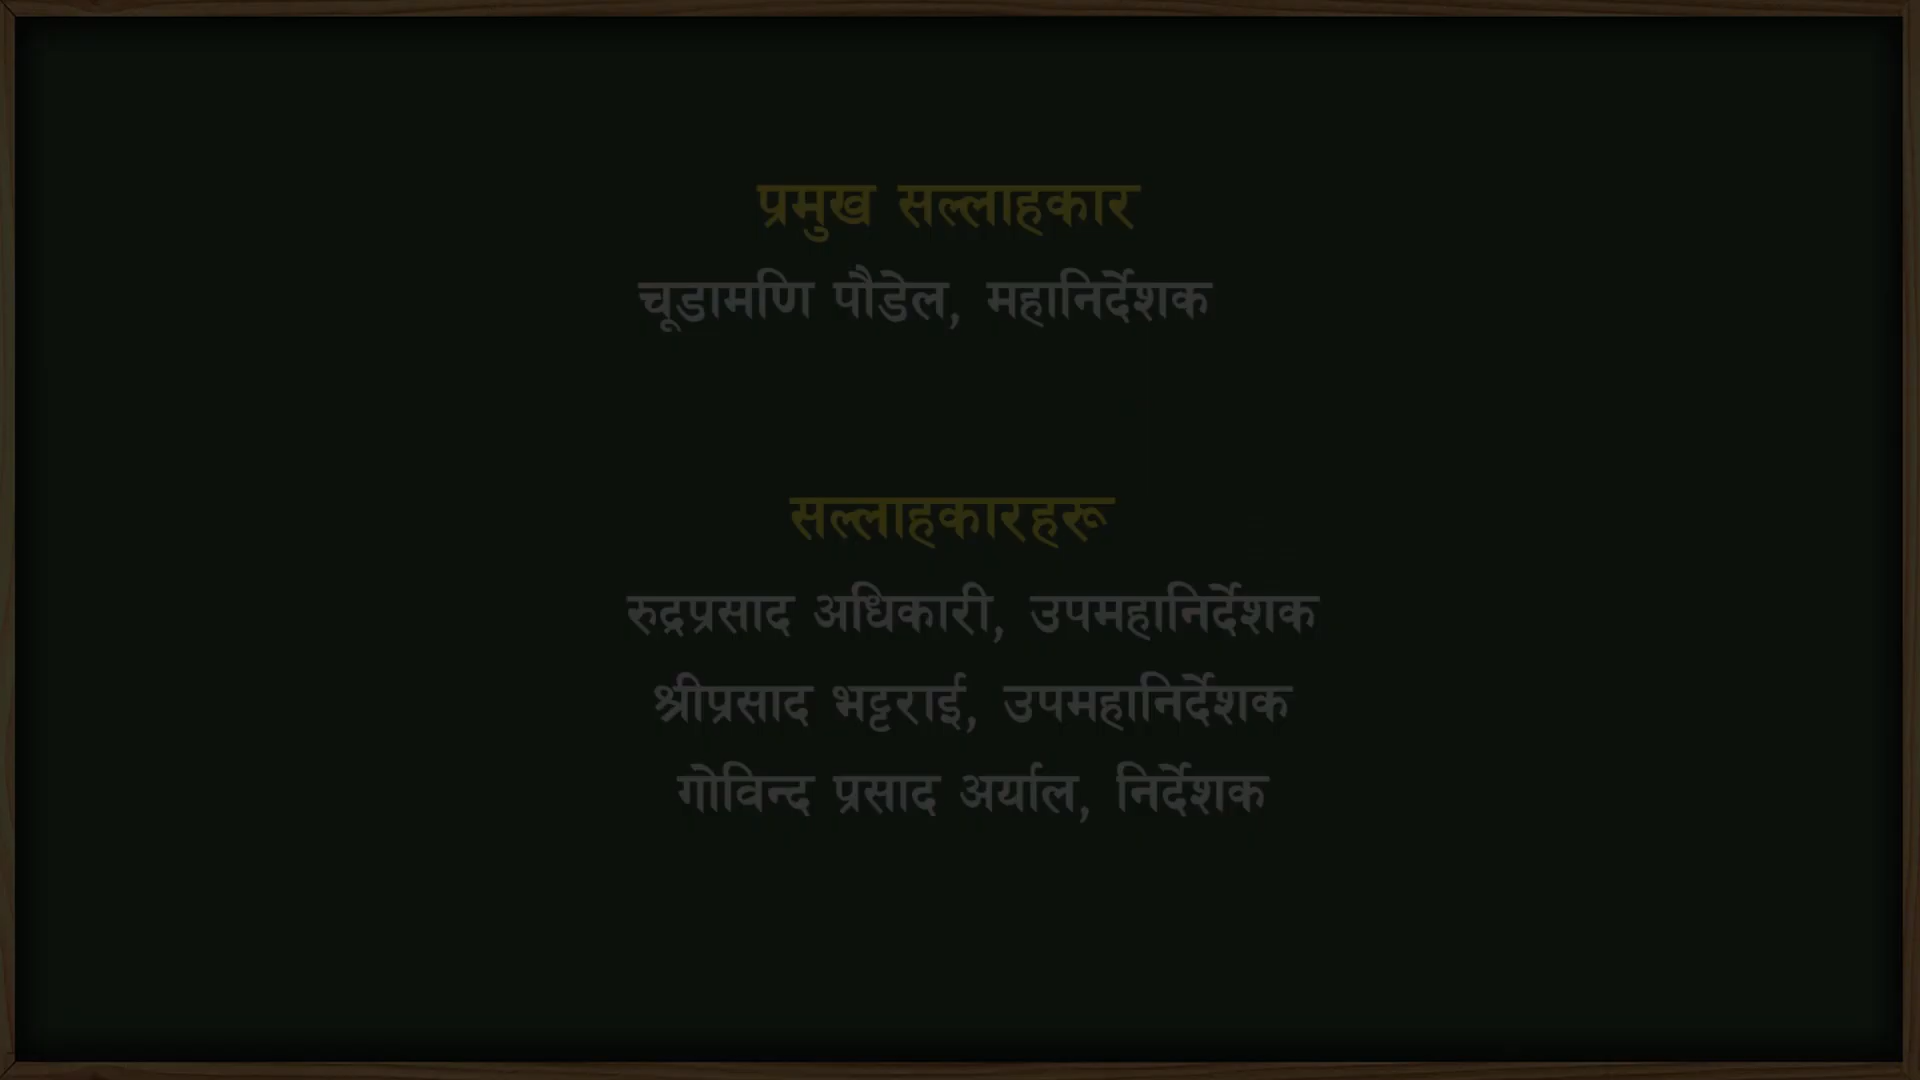 प्रमुख सल्लाहकार
चूडामणि पौडेल, महानिर्देशक
सल्लाहकारहरू
रुद्रप्रसाद अधिकारी, उपमहानिर्देशक
श्रीप्रसाद भट्टराई, उपमहानिर्देशक
गोविन्द प्रसाद अर्याल, निर्देशक